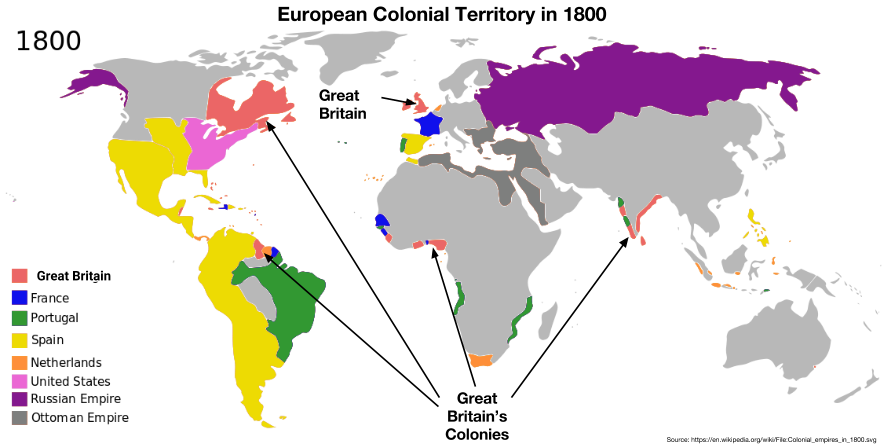 European Colonial Territory in 1800
1800
Great
Britain
Great Britain
France
Portugal
Spain
Netherlands
United States
Russian Empire
Ottoman Empire
Great
Britain's
Colonies
Source: https://en.wikipedia.org/wiki/File:Colonial_empires_in_1800.svg